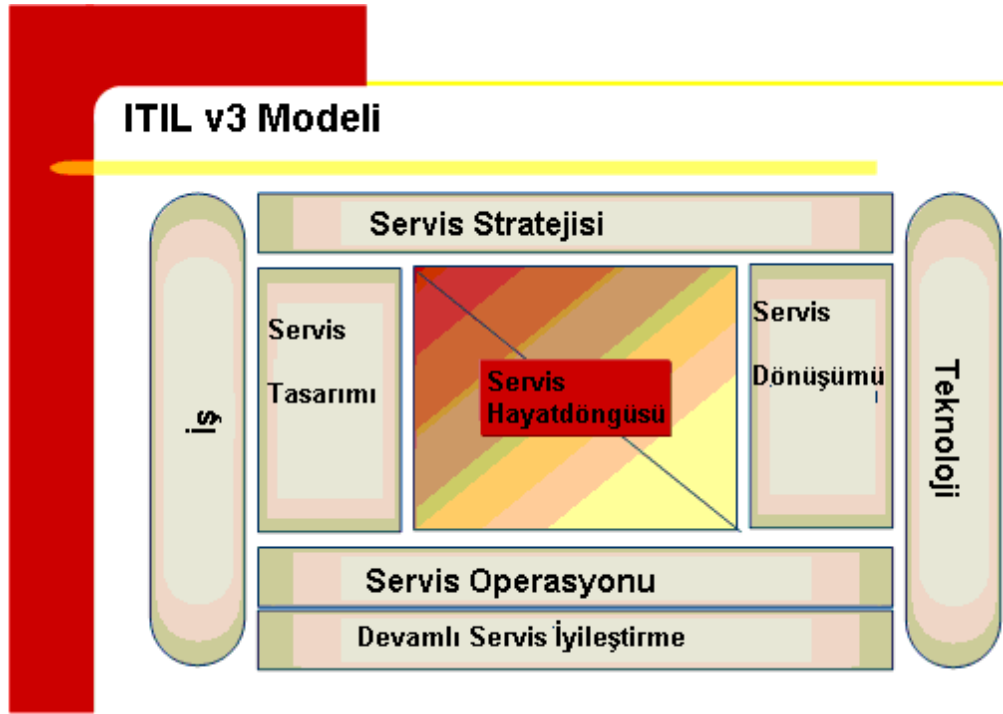 ITIL v3 Modeli
Servis Stratejisi
İş
Servis
Tasarımı
Servis
Hayatdöngüsü
Servis
Dönüşümü
Teknoloji
Servis Operasyonu
Devamlı Servis İyileştirme